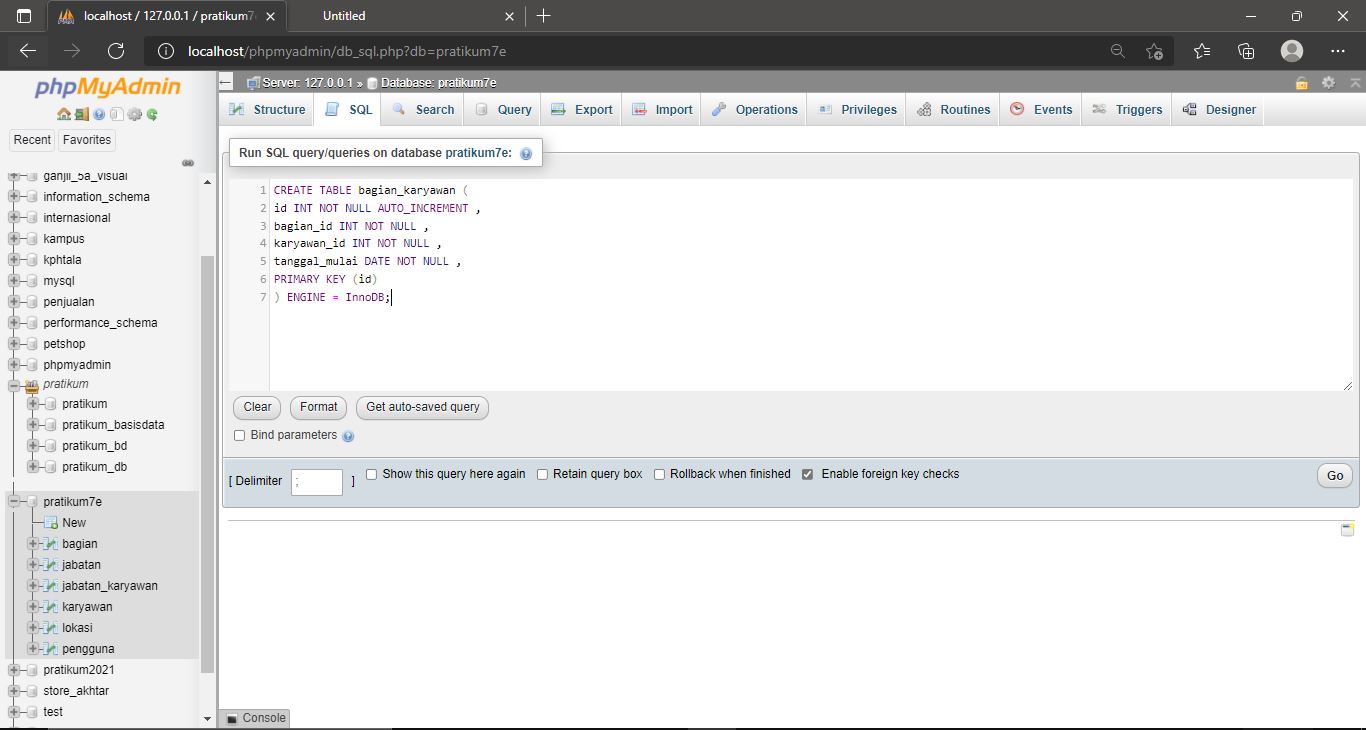 localhost / 127.0.0.1 / pratikum7
Untitled
localhost/phpmyadmin/db_sql.php?db=pratikum7e
phpMyAdmin
Recent Favorites
ganjil_5a_visual
information_schema
internasional
kampus
kphtala
mysql
penjualan
performance_schema
petshop
phpmyadmin
pratikum
pratikum
pratikum_basisdata
pratikum_bd
pratikum_db
pratikum7e
New
bagian
jabatan
jabatan_karyawan
karyawan
lokasi
pengguna
pratikum2021
store_akhtar
test
Server: 127.0.0.1 » Database: pratikum7e
Structure SQL Search Query Export Import Operations Privileges Routines Events Triggers Designer
Run SQL query/queries on database pratikum7e:
1 CREATE TABLE bagian_karyawan (
2 id INT NOT NULL AUTO_INCREMENT ,
3 bagian_id INT NOT NULL ,
4 karyawan_id INT NOT NULL ,
5 tanggal_mulai DATE NOT NULL ,
6 PRIMARY KEY (id)
7 ) ENGINE = InnoDB;
Clear Format Get auto-saved query
Bind parameters
[ Delimiter ; ] Show this query here again Retain query box Rollback when finished Enable foreign key checks Go
Console